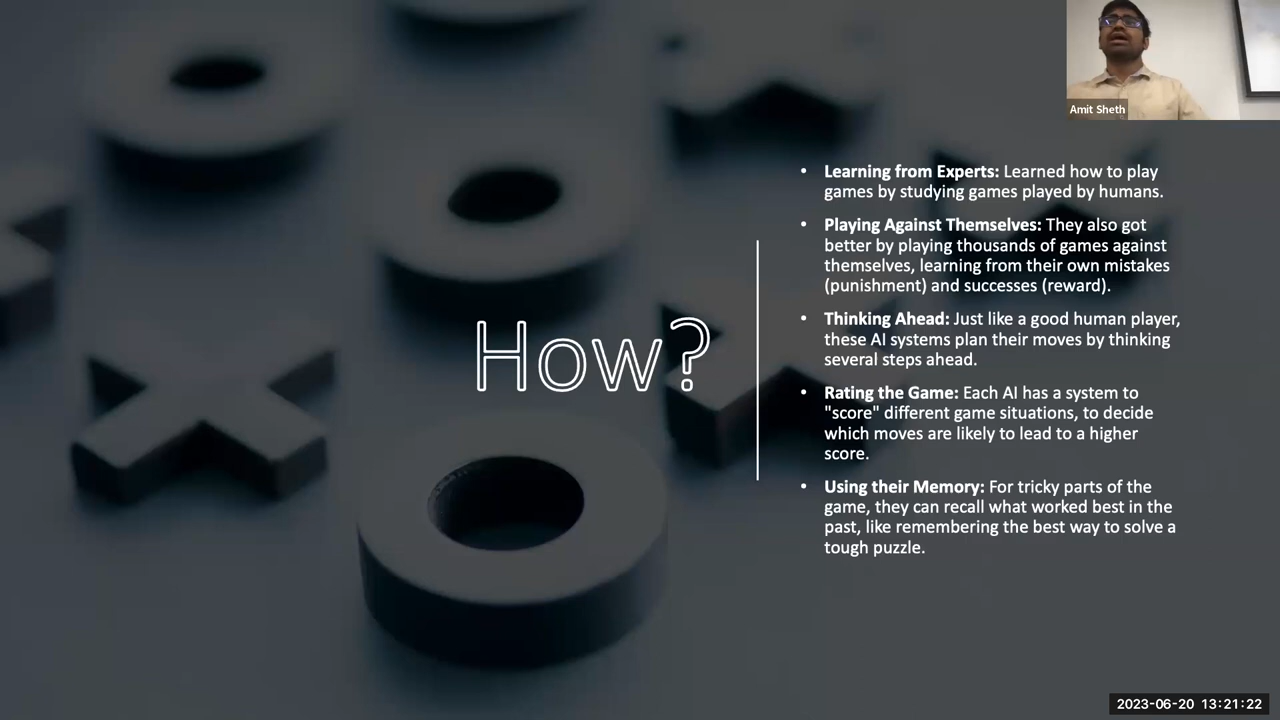 Amit Sheth
How?
• Learning from Experts: Learned how to play
games by studying games played by humans.
• Playing Against Themselves: They also got
better by playing thousands of games against
themselves, learning from their own mistakes
(punishment) and successes (reward).
• Thinking Ahead: Just like a good human player,
these AI systems plan their moves by thinking
several steps ahead.
• Rating the Game: Each AI has a system to
"score" different game situations, to decide
which moves are likely to lead to a higher
score.
• Using their Memory: For tricky parts of the
game, they can recall what worked best in the
past, like remembering the best way to solve a
tough puzzle.
2023-06-20 13:21:22